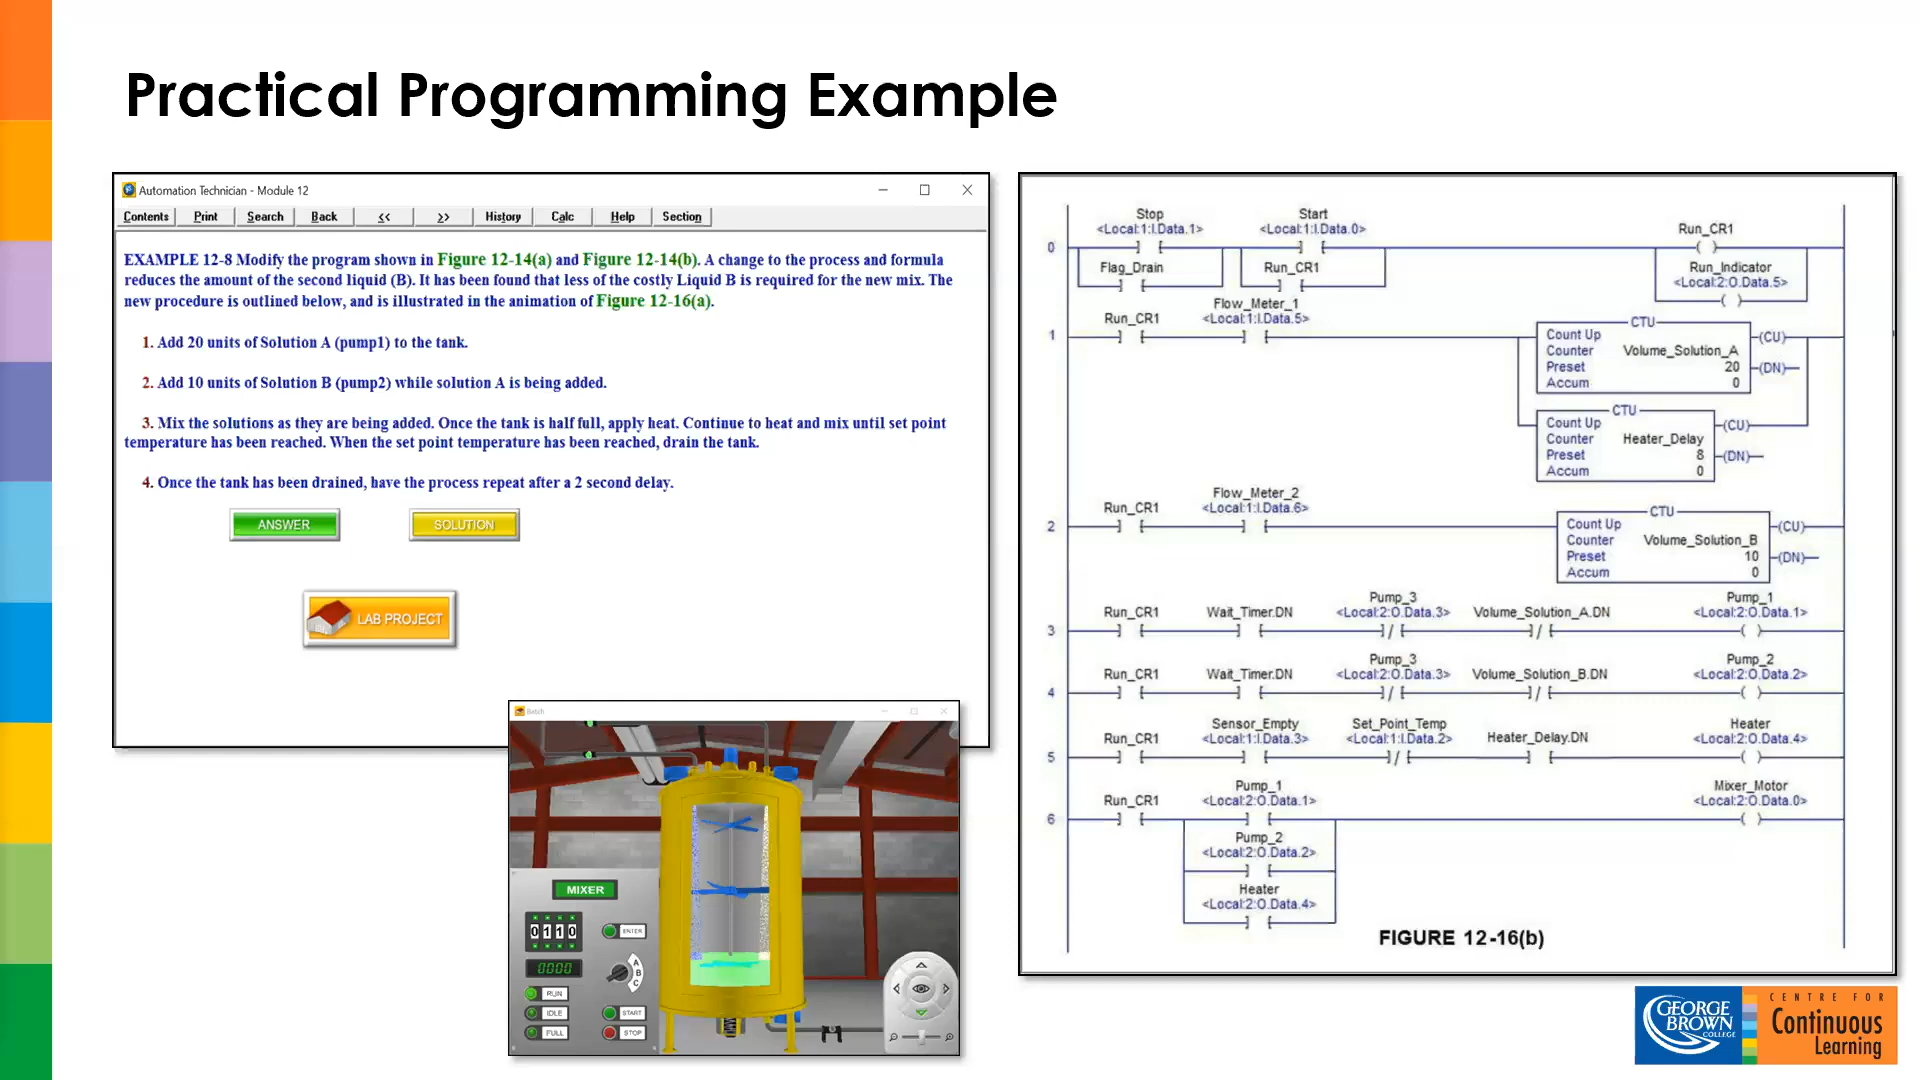 Practical Programming Example
Automation Technician - Module 12
Contents Print Search Back << >> History Calc Help Section
EXAMPLE 12-8 Modify the program shown in Figure 12-14(a) and Figure 12-14(b). A change to the process and formula
reduces the amount of the second liquid (B). It has been found that less of the costly Liquid B is required for the new mix. The
new procedure is outlined below, and is illustrated in the animation of Figure 12-16(a).
1. Add 20 units of Solution A (pump1) to the tank.
2. Add 10 units of Solution B (pump2) while solution A is being added.
3. Mix the solutions as they are being added. Once the tank is half full, apply heat. Continue to heat and mix until set point
temperature has been reached. When the set point temperature has been reached, drain the tank.
4. Once the tank has been drained, have the process repeat after a 2 second delay.
ANSWER SOLUTION
LAB PROJECT
Batch
MIXER
0110
ENTER
0000
A
B
C
RUN
IDLE START
FULL STOP
Stop Start
<Local:1:I.Data.1> <Local:1:I.Data.0> Run_CR1
0
Flag_Drain Run_CR1 Run_Indicator
<Local:2:O.Data.5>
Flow_Meter_1
Run_CR1 <Local:1:I.Data.5>
1
CTU
Count Up (CU)
Counter Volume_Solution_A
Preset 20 (DN)
Accum 0
CTU
Count Up (CU)
Counter Heater_Delay
Preset 8 (DN)
Accum 0
Flow_Meter_2
Run_CR1 <Local:1:I.Data.6>
2
CTU
Count Up (CU)
Counter Volume_Solution_B
Preset 10 (DN)
Accum 0
Pump_3 Pump_1
Run_CR1 Wait_Timer.DN <Local:2:O.Data.3> Volume_Solution_A.DN <Local:2:O.Data.1>
3
Pump_3 Pump_2
Run_CR1 Wait_Timer.DN <Local:2:O.Data.3> Volume_Solution_B.DN <Local:2:O.Data.2>
4
Sensor_Empty Set_Point_Temp Heater
Run_CR1 <Local:1:I.Data.3> <Local:1:I.Data.2> Heater_Delay.DN <Local:2:O.Data.4>
5
Pump_1 Mixer_Motor
Run_CR1 <Local:2:O.Data.1> <Local:2:O.Data.0>
6
Pump_2
<Local:2:O.Data.2>
Heater
<Local:2:O.Data.4>
FIGURE 12-16(b)
GEORGE
BROWN
COLLEGE
CENTRE FOR
Continuous
Learning